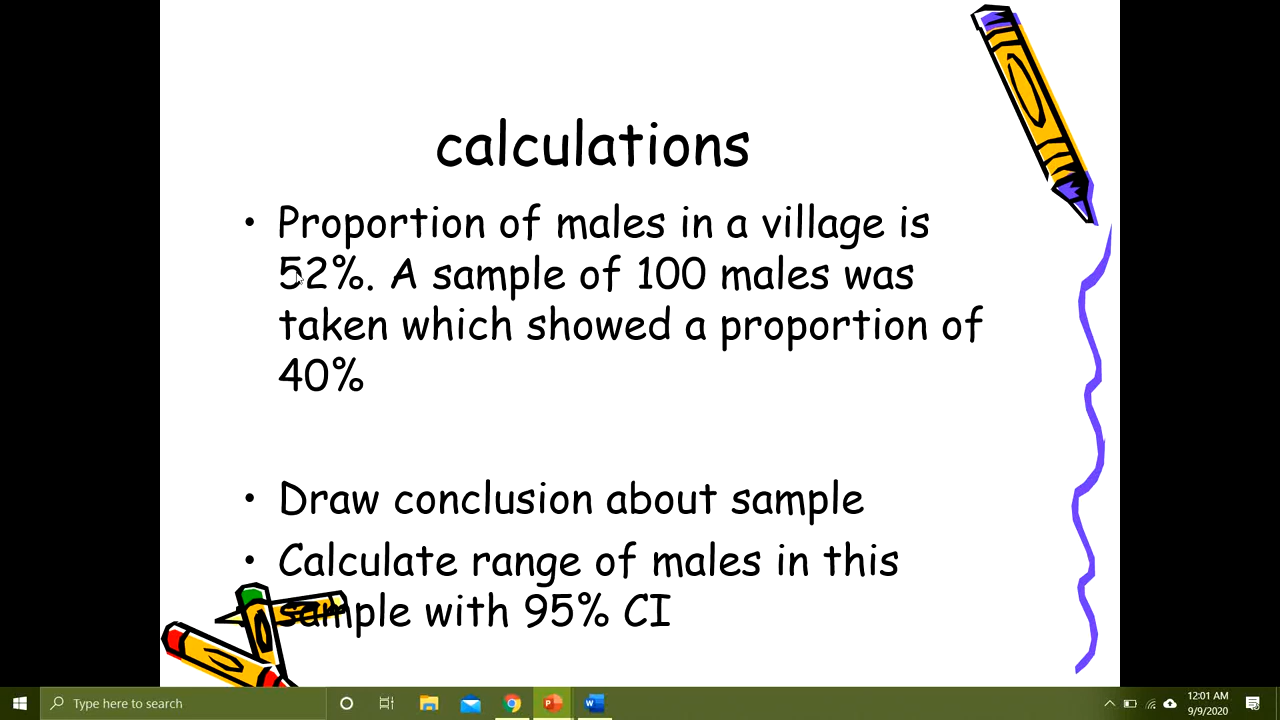 calculations
• Proportion of males in a village is
52%. A sample of 100 males was
taken which showed a proportion of
40%
• Draw conclusion about sample
• Calculate range of males in this
sample with 95% CI
Type here to search
12:01 AM
9/9/2020